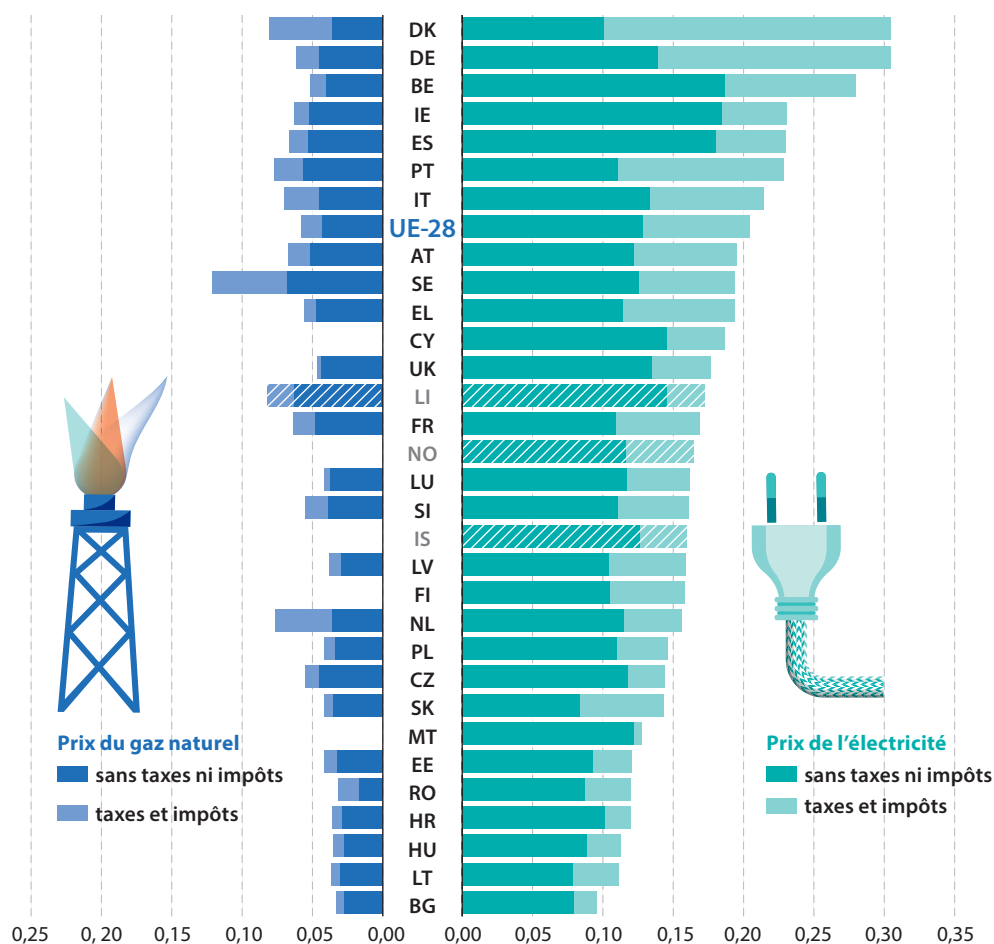 DK
DE
BE
IE
ES
PT
IT
UE-28
AT
SE
EL
CY
UK
LI
FR
NO
LU
SI
IS
LV
FI
NL
PL
CZ
SK
MT
EE
RO
HR
HU
LT
BG
Prix du gaz naturel
sans taxes ni impôts
taxes et impôts
Prix de l’électricité
sans taxes ni impôts
taxes et impôts
0,25 0, 20 0,15 0,10 0,05 0,00 0,00 0,05 0,10 0,15 0,20 0,25 0,30 0,35